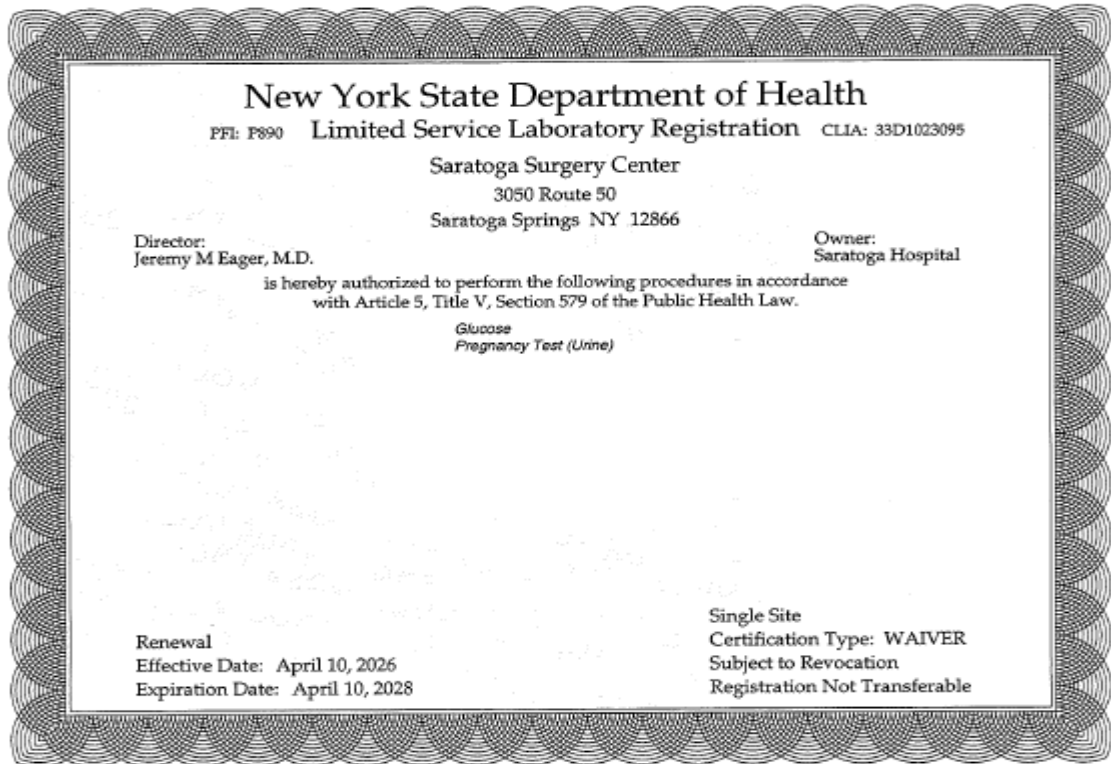 New York State Department of Health
PFI: P890 Limited Service Laboratory Registration CLIA: 33D1023095
Saratoga Surgery Center
3050 Route 50
Saratoga Springs NY 12866
Director:
Jeremy M Eager, M.D.
Owner:
Saratoga Hospital
is hereby authorized to perform the following procedures in accordance
with Article 5, Title V, Section 579 of the Public Health Law.
Glucose
Pregnancy Test (Urine)
Renewal
Effective Date: April 10, 2026
Expiration Date: April 10, 2028
Single Site
Certification Type: WAIVER
Subject to Revocation
Registration Not Transferable